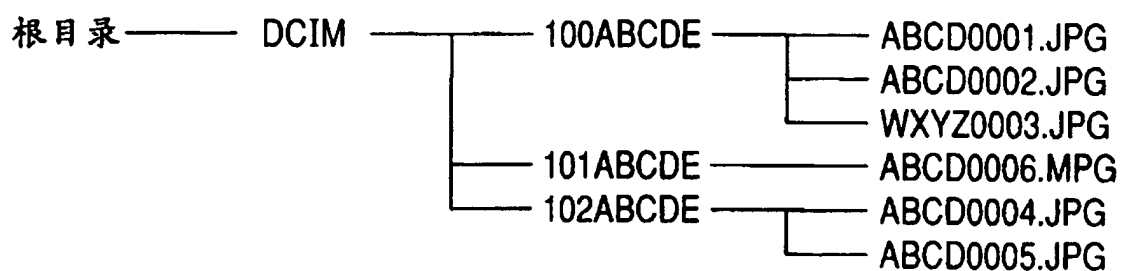 根目录 DCIM 100ABCDE ABCD0001.JPG
ABCD0002.JPG
WXYZ0003.JPG
101ABCDE ABCD0006.MPG
102ABCDE ABCD0004.JPG
ABCD0005.JPG